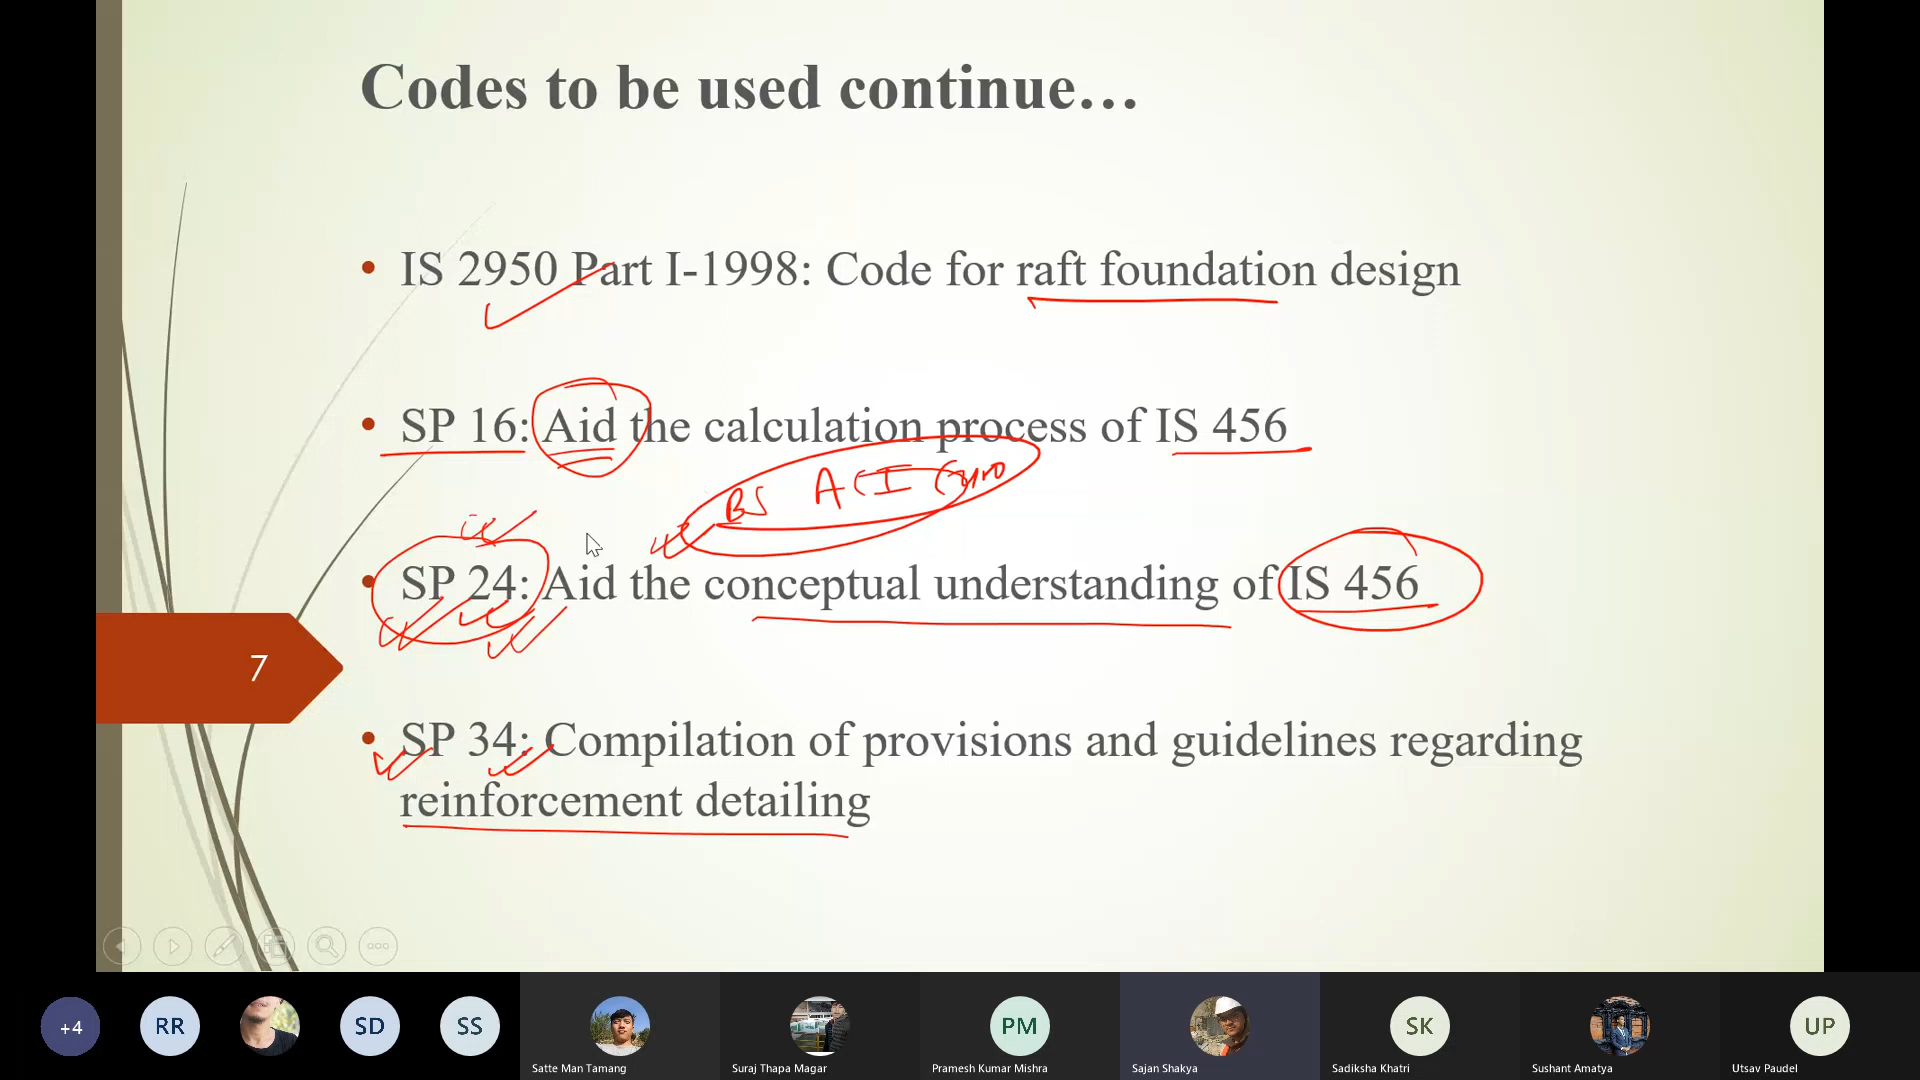 Codes to be used continue…
• IS 2950 Part I-1998: Code for raft foundation design
• SP 16: Aid the calculation process of IS 456
BS ACI Euro
• SP 24: Aid the conceptual understanding of IS 456
7
• SP 34: Compilation of provisions and guidelines regarding
reinforcement detailing
+4
RR
SD
SS
PM
SK
UP
Satte Man Tamang
Suraj Thapa Magar
Pramesh Kumar Mishra
Sajan Shakya
Sadiksha Khatri
Sushant Amatya
Utsav Paudel